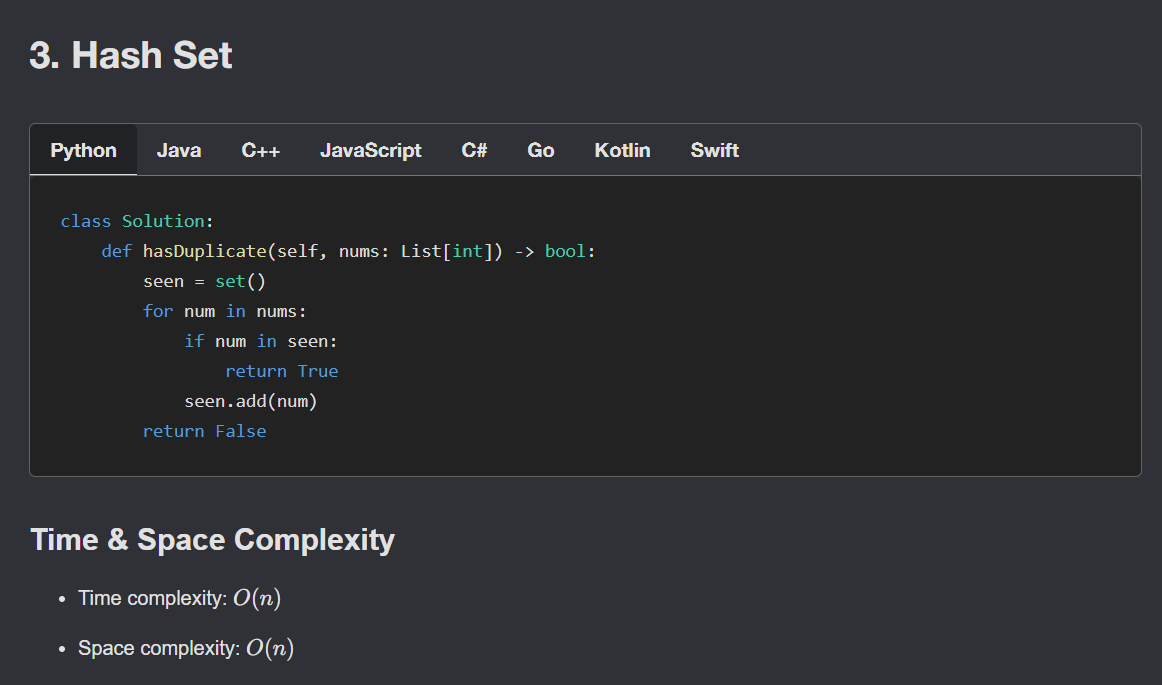 3. Hash Set
Python Java C++ JavaScript C# Go Kotlin Swift
class Solution:
    def hasDuplicate(self, nums: List[int]) -> bool:
        seen = set()
        for num in nums:
            if num in seen:
                return True
            seen.add(num)
        return False
Time & Space Complexity
• Time complexity: O(n)
• Space complexity: O(n)